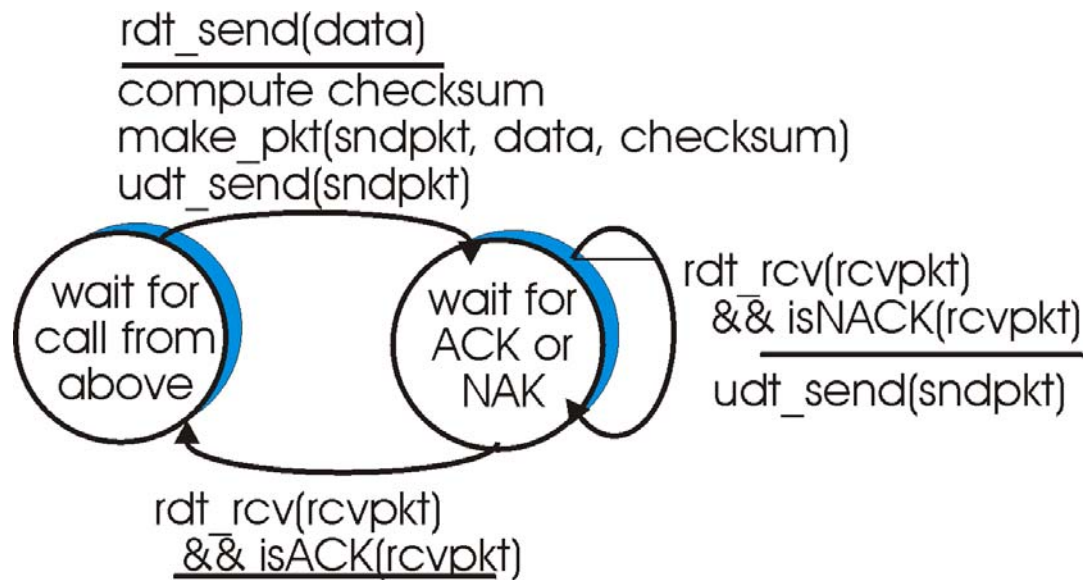 rdt_send(data)
compute checksum
make_pkt(sndpkt, data, checksum)
udt_send(sndpkt)
wait for
call from
above
wait for
ACK or
NAK
rdt_rcv(rcvpkt)
&& isNACK(rcvpkt)
udt_send(sndpkt)
rdt_rcv(rcvpkt)
&& isACK(rcvpkt)